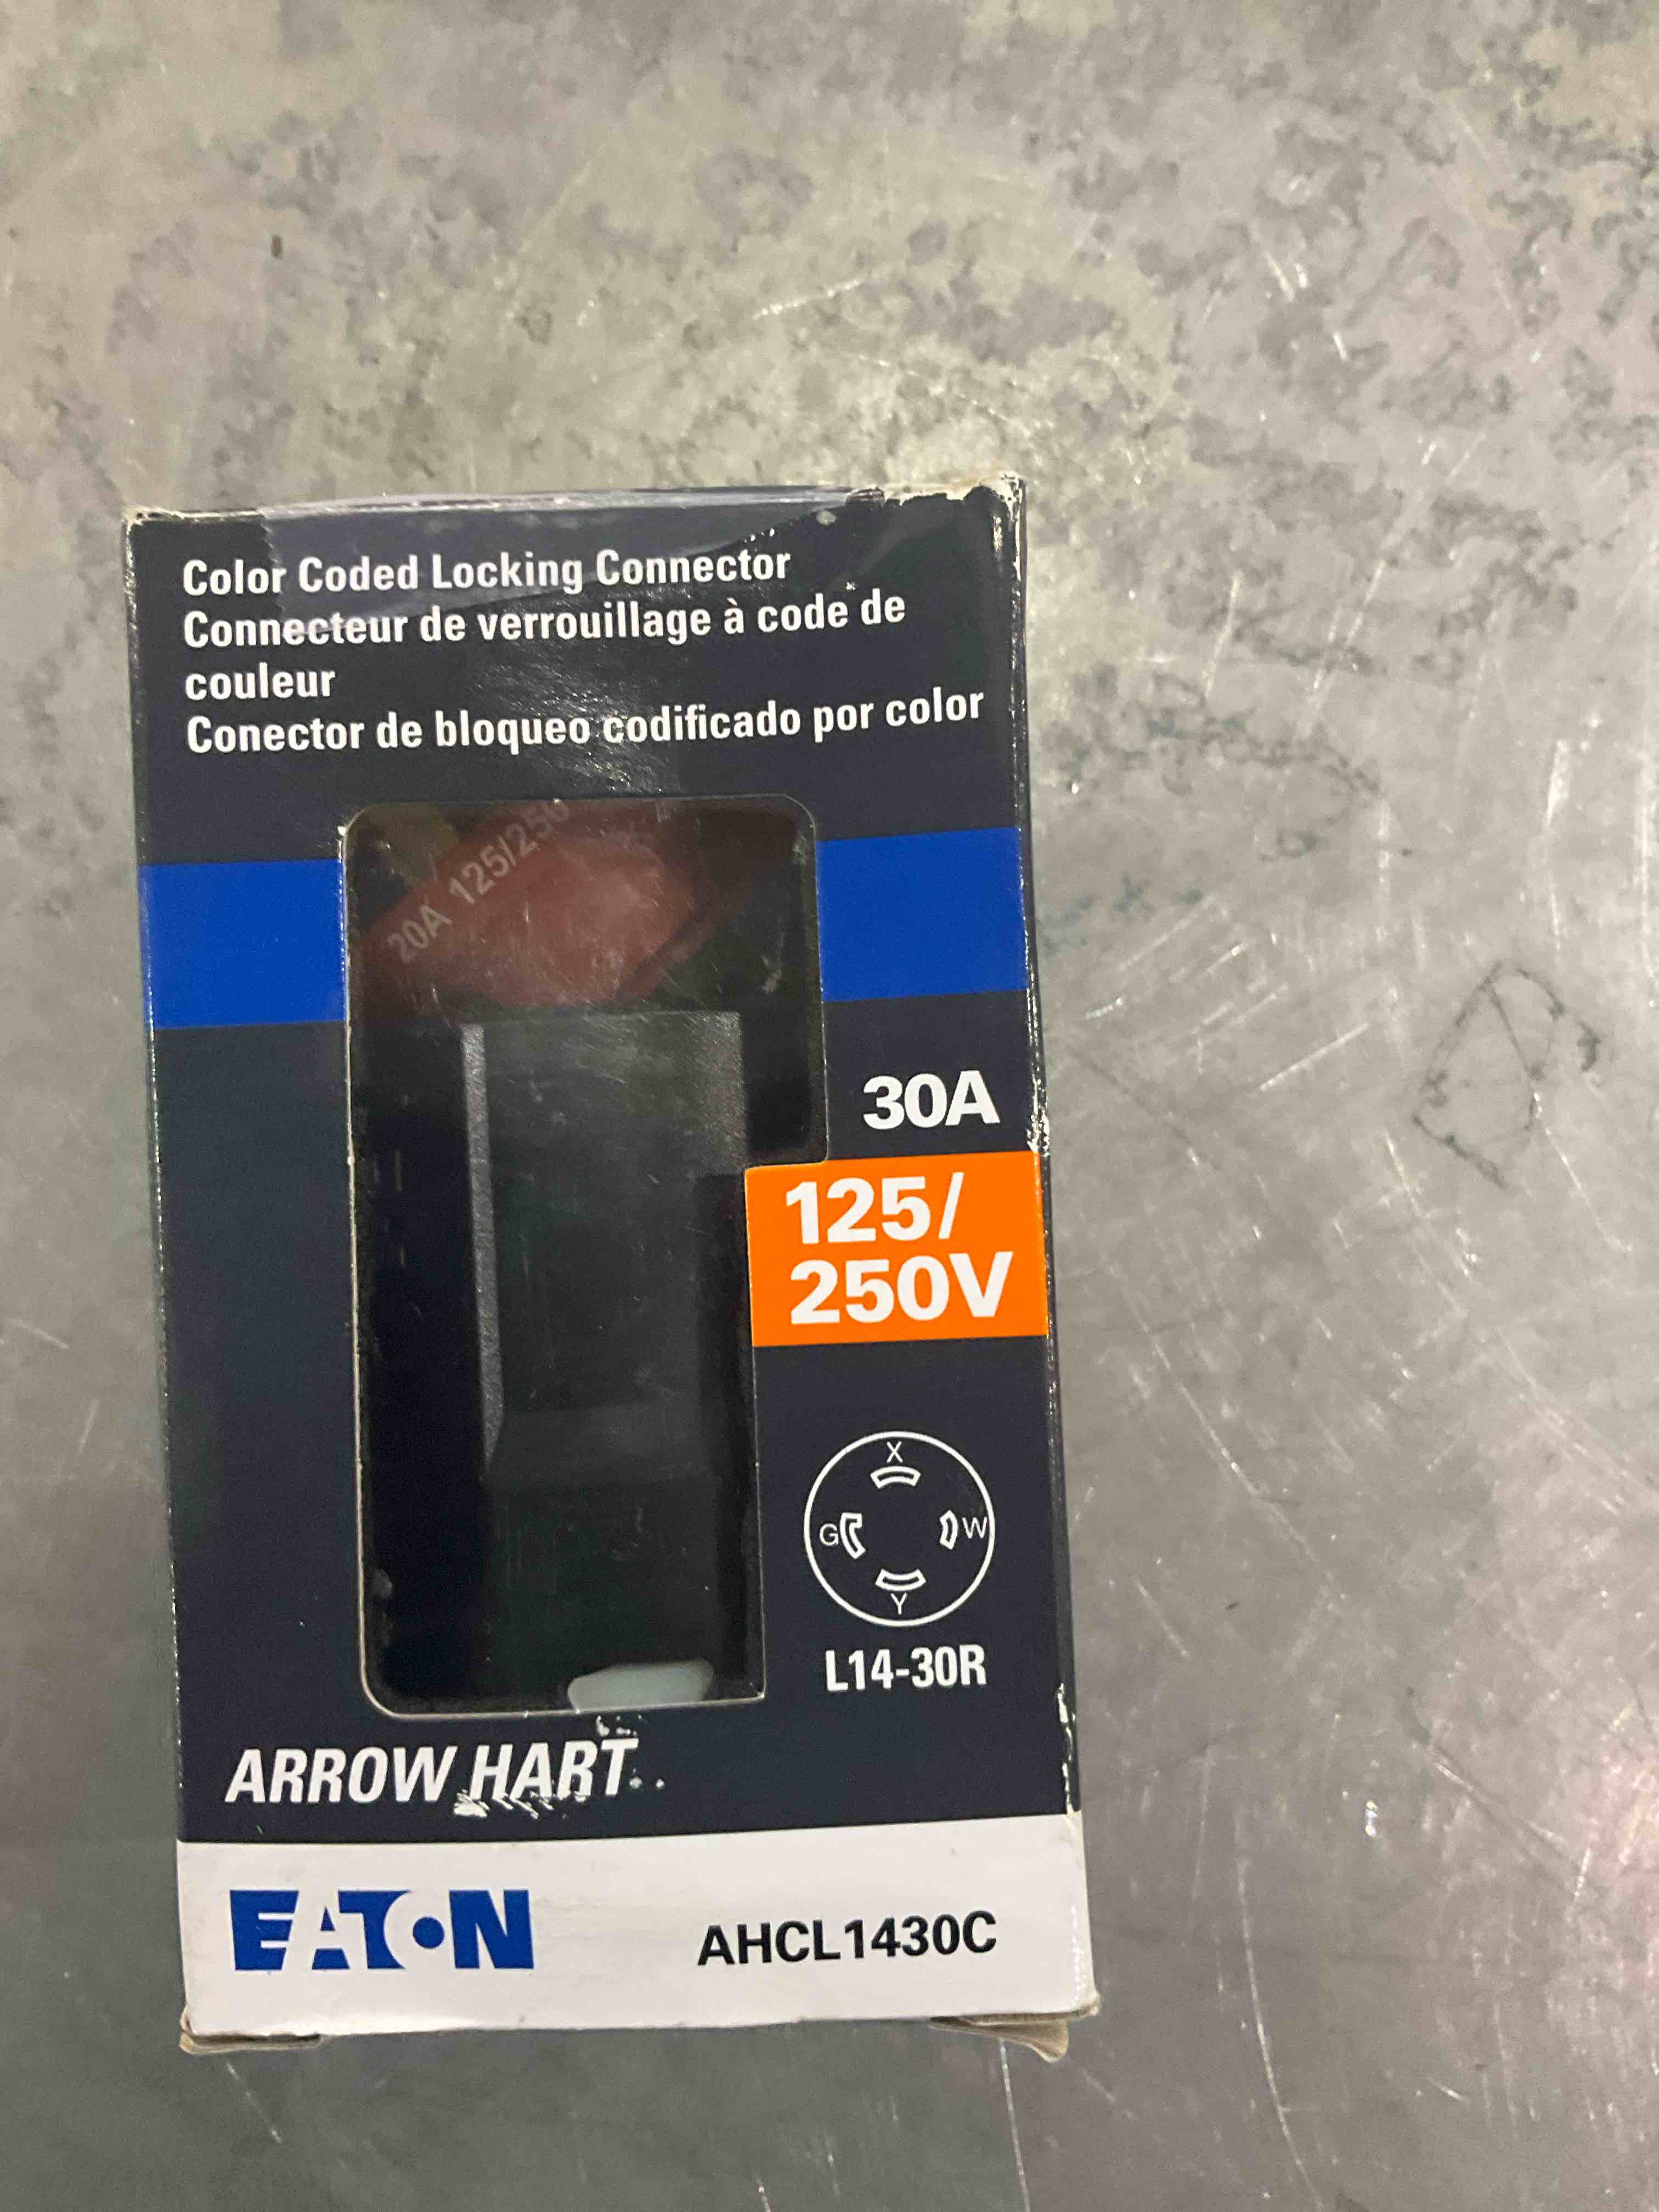 Color Coded Locking Connector
Connecteur de verrouillage à code de
couleur
Conector de bloqueo codificado por color
20A 125/250
30A
125/
250V
X
G W
Y
L14-30R
ARROW HART
EATON
AHCL1430C